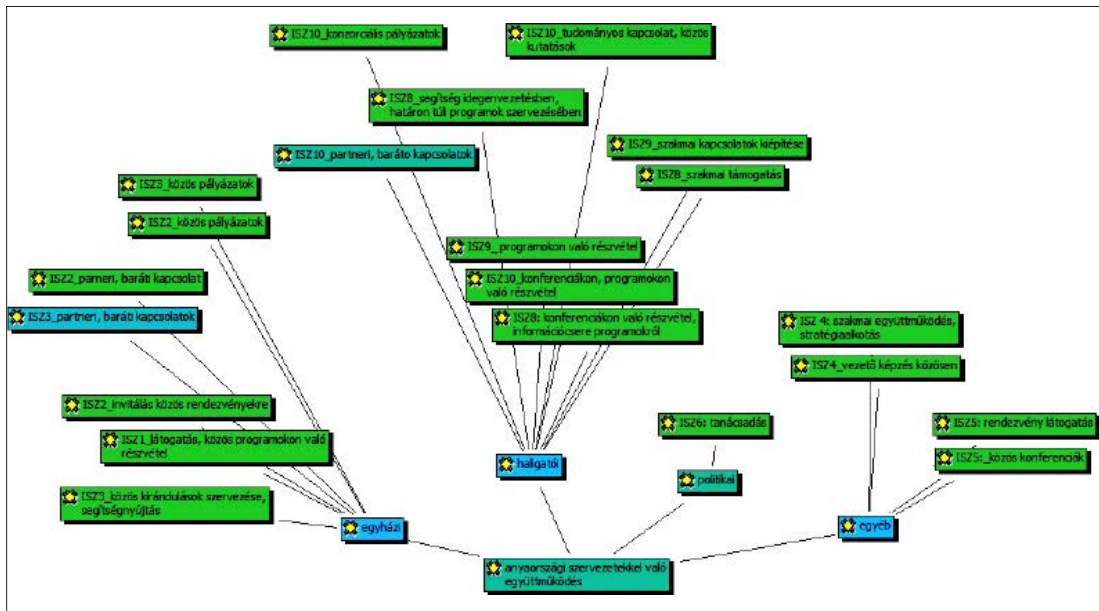 ISZ10_konzorciális pályázatok
ISZ10_tudományos kapcsolat, közös
kutatások
ISZ8_segítség idegenvezetésben,
határon túli programok szervezésében
ISZ10_partneri, baráto kapcsolatok
ISZ9_szakmai kapcsolatok kiépítése
ISZ8_szakmai támogatás
ISZ3_közös pályázatok
ISZ2_közös pályázatok
ISZ9_ programokon való részvétel
ISZ10_konferenciákon, programokon
való részvétel
ISZ8: konferenciákon való részvétel,
információcsere programokról
ISZ2_parneri, baráti kapcsolat
ISZ3_partneri, baráti kapcsolatok
ISZ 4: szakmai együttműködés,
stratégiaalkotás
ISZ4_vezető képzés közösen
ISZ2_invitálás közös rendezvényekre
ISZ1_látogatás, közös programokon való
részvétel
ISZ3_közös kirándulások szervezése,
segítségnyújtás
ISZ6: tanácsadás
ISZ5: rendezvény látogatás
ISZ5:_közös konferenciák
hallgatói
politikai
egyházi
egyéb
anyaországi szervezetekkel való
együttműködés